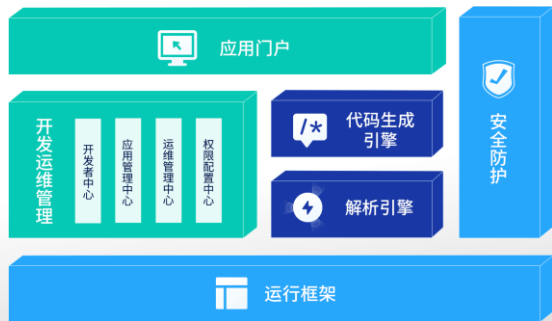 应用门户
开发运维管理
开发者中心
应用管理中心
运维管理中心
权限配置中心
/*
代码生成
引擎
解析引擎
安全防护
运行框架